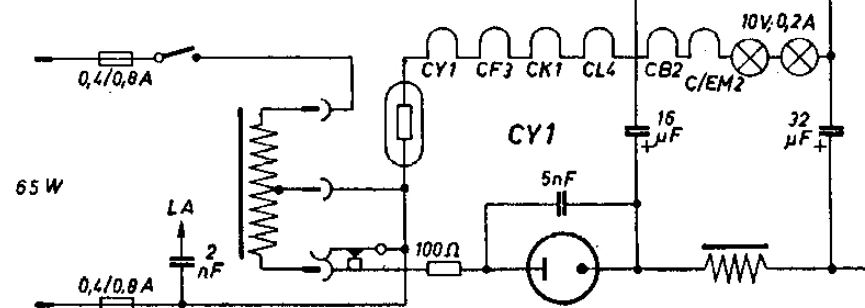 10V; 0,2A
0,4/0,8A
CY1
CF3
CK1
CL4
CB2
C/EM2
CY1
16
µF
+
32
µF
+
65W
5nF
LA
2
nF
100Ω
0,4/0,8A